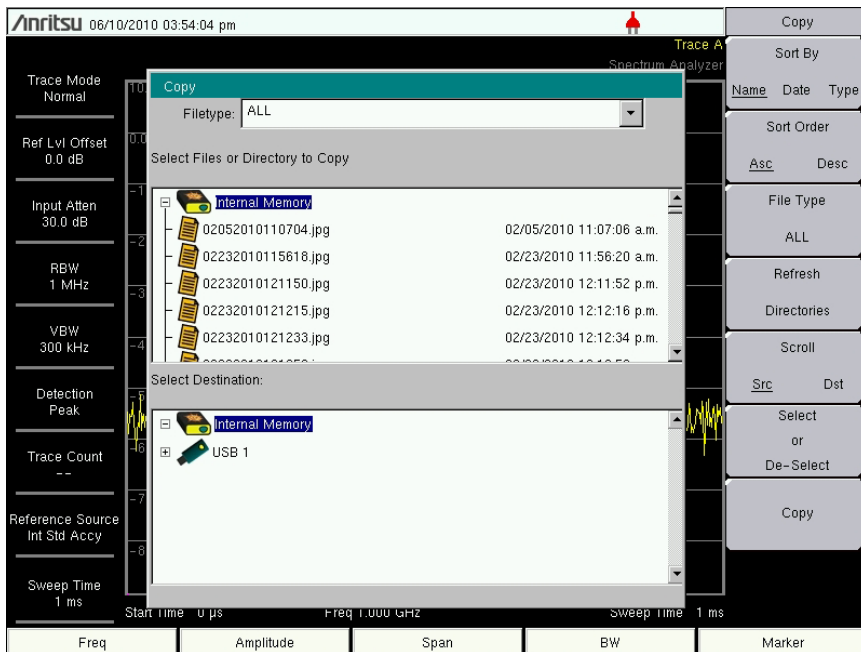 Anritsu 06/10/2010 03:54:04 pm
Trace A
Spectrum Analyzer
Trace Mode
Normal
Ref Lvl Offset
0.0 dB
Input Atten
30.0 dB
RBW
1 MHz
VBW
300 kHz
Detection
Peak
Trace Count
--
Reference Source
Int Std Accy
Sweep Time
1 ms
Copy
Filetype: ALL
Select Files or Directory to Copy
Internal Memory
02052010110704.jpg 02/05/2010 11:07:06 a.m.
02232010115618.jpg 02/23/2010 11:56:20 a.m.
02232010121150.jpg 02/23/2010 12:11:52 p.m.
02232010121215.jpg 02/23/2010 12:12:16 p.m.
02232010121233.jpg 02/23/2010 12:12:34 p.m.
Select Destination:
Internal Memory
USB 1
Start Time 0 µs Freq 1.000 GHz Sweep Time 1 ms
Copy
Sort By
Name Date Type
Sort Order
Asc Desc
File Type
ALL
Refresh
Directories
Scroll
Src Dst
Select
or
De-Select
Copy
Freq Amplitude Span BW Marker